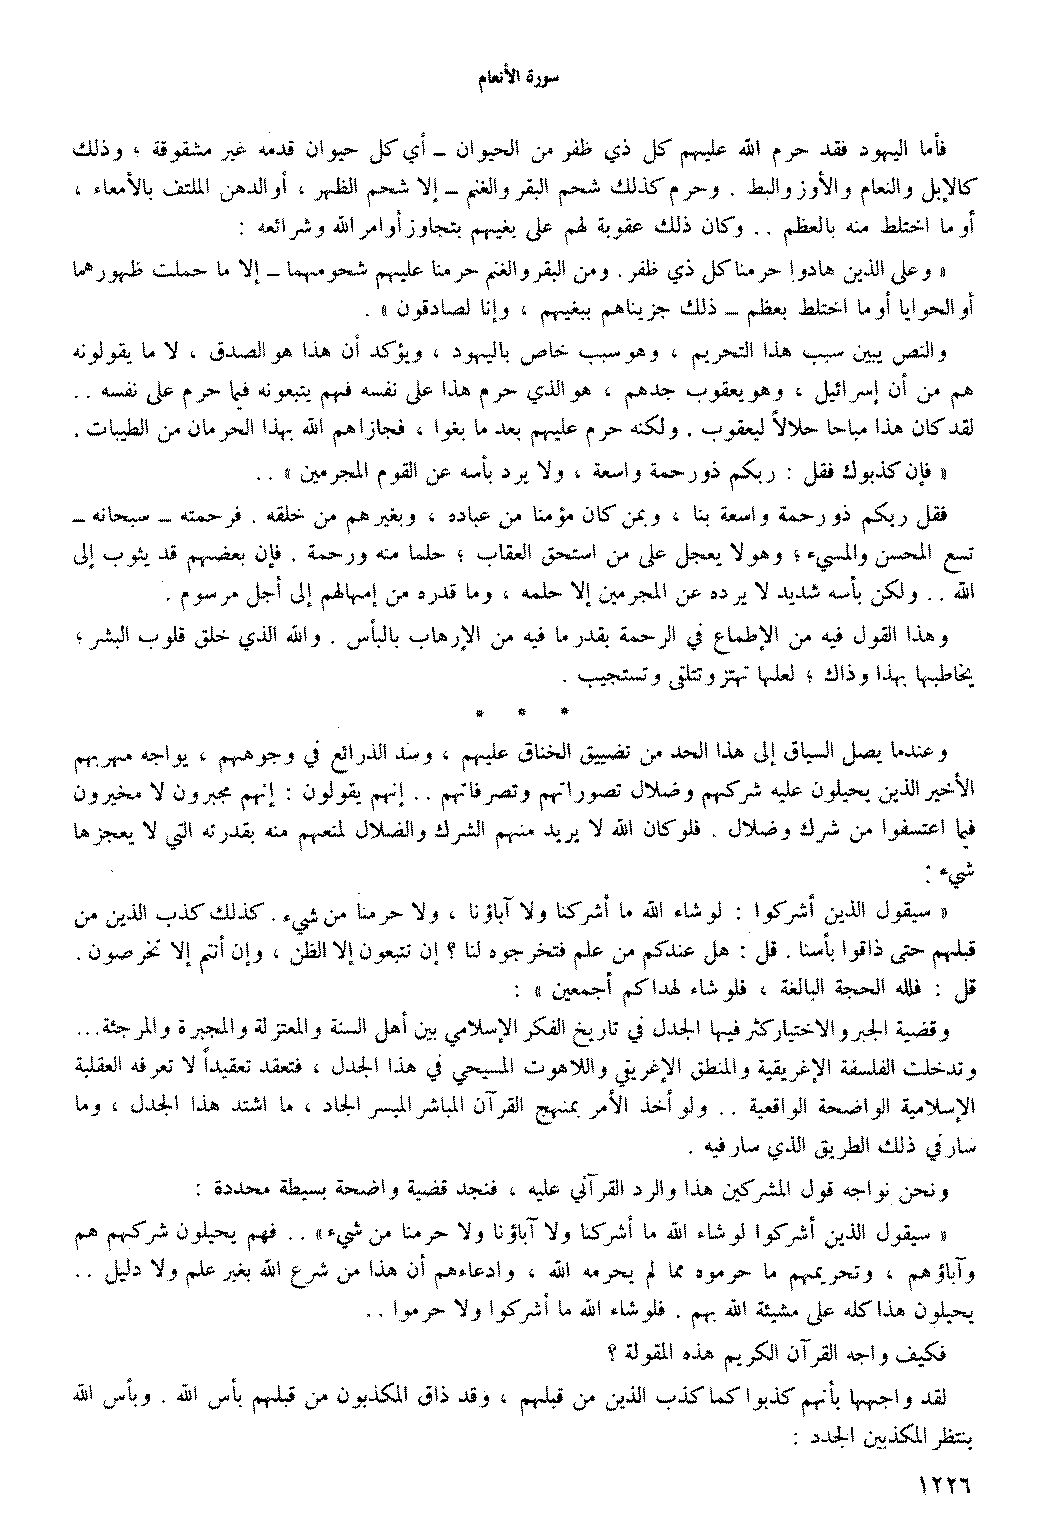 سورة الأنعام
فأما اليهود فقد حرم الله عليهم كل ذي ظفر من الحيوان ـ أي كل حيوان قدمه غير مشقوقة ؛ وذلك
كالإبل والنعام والأوز والبط . وحرم كذلك شحم البقر والغنم ـ إلا شحم الظهر ، أو الدهن الملتف بالأمعاء ،
أو ما اختلط منه بالعظم .. وكان ذلك عقوبة لهم على بغيهم بتجاوز أوامر الله وشرائعه :
« وعلى الذين هادوا حرمنا كل ذي ظفر . ومن البقر والغنم حرمنا عليهم شحومهما ـ إلا ما حملت ظهورهما
أو الحوايا أو ما اختلط بعظم ـ ذلك جزيناهم ببغيهم ، وإنا لصادقون » .
والنص يبين سبب هذا التحريم ، وهو سبب خاص باليهود ، ويؤكد أن هذا هو الصدق ، لا ما يقولونه
هم من أن إسرائيل ، وهو يعقوب جدهم ، هو الذي حرم هذا على نفسه فهم يتبعونه فيما حرم على نفسه ..
لقد كان هذا مباحا حلالاً ليعقوب . ولكنه حرم عليهم بعد ما بغوا ، فجازاهم الله بهذا الحرمان من الطيبات .
« فإن كذبوك فقل : ربكم ذو رحمة واسعة ، ولا يرد بأسه عن القوم المجرمين » ..
فقل ربكم ذو رحمة واسعة بنا ، وبمن كان مؤمنا من عباده ، وبغيرهم من خلقه . فرحمته ـ سبحانه ـ
تسع المحسن والمسيء ؛ وهو لا يعجل على من استحق العقاب ؛ حلما منه ورحمة . فإن بعضهم قد يثوب إلى
الله .. ولكن بأسه شديد لا يرده عن المجرمين إلا حلمه ، وما قدره من إمهالهم إلى أجل مرسوم .
وهذا القول فيه من الإطماع في الرحمة بقدر ما فيه من الإرهاب بالبأس . والله الذي خلق قلوب البشر ؛
يخاطبها بهذا وذاك ؛ لعلها تهتز وتتلقى وتستجيب .
* * *
وعندما يصل السياق إلى هذا الحد من تضييق الخناق عليهم ، وسد الذرائع في وجوههم ، يواجه مهربهم
الأخير الذين يحيلون عليه شركهم وضلال تصوراتهم وتصرفاتهم .. إنهم يقولون : إنهم مجبرون لا مخيرون
فيما اعتسفوا من شرك وضلال . فلو كان الله لا يريد منهم الشرك والضلال لمنعهم منه بقدرته التي لا يعجزها
شيء :
« سيقول الذين أشركوا : لو شاء الله ما أشركنا ولا آباؤنا ، ولا حرمنا من شيء . كذلك كذب الذين من
قبلهم حتى ذاقوا بأسنا . قل : هل عندكم من علم فتخرجوه لنا ؟ إن تتبعون إلا الظن ، وإن أنتم إلا تخرصون .
قل : فلله الحجة البالغة ، فلو شاء لهداكم أجمعين » :
وقضية الجبر والاختيار كثر فيها الجدل في تاريخ الفكر الإسلامي بين أهل السنة والمعتزلة والمجبرة والمرجئة...
وتدخلت الفلسفة الإغريقية والمنطق الإغريقي واللاهوت المسيحي في هذا الجدل ، فتعقد تعقيداً لا تعرفه العقلية
الإسلامية الواضحة الواقعية .. ولو أخذ الأمر بمنهج القرآن المباشر الميسر الجاد ، ما اشتد هذا الجدل ، وما
سار في ذلك الطريق الذي سار فيه .
ونحن نواجه قول المشركين هذا والرد القرآني عليه ، فنجد قضية واضحة بسيطة محددة :
« سيقول الذين أشركوا لو شاء الله ما أشركنا ولا آباؤنا ولا حرمنا من شيء» .. فهم يحيلون شركهم هم
وآباؤهم ، وتحريمهم ما حرموه مما لم يحرمه الله ، وادعاءهم أن هذا من شرع الله بغير علم ولا دليل ..
يحيلون هذا كله على مشيئة الله بهم . فلو شاء الله ما أشركوا ولا حرموا ..
فكيف واجه القرآن الكريم هذه المقولة ؟
لقد واجهها بأنهم كذبوا كما كذب الذين من قبلهم ، وقد ذاق المكذبون من قبلهم بأس الله . وبأس الله
ينتظر المكذبين الجدد :
١٢٢٦